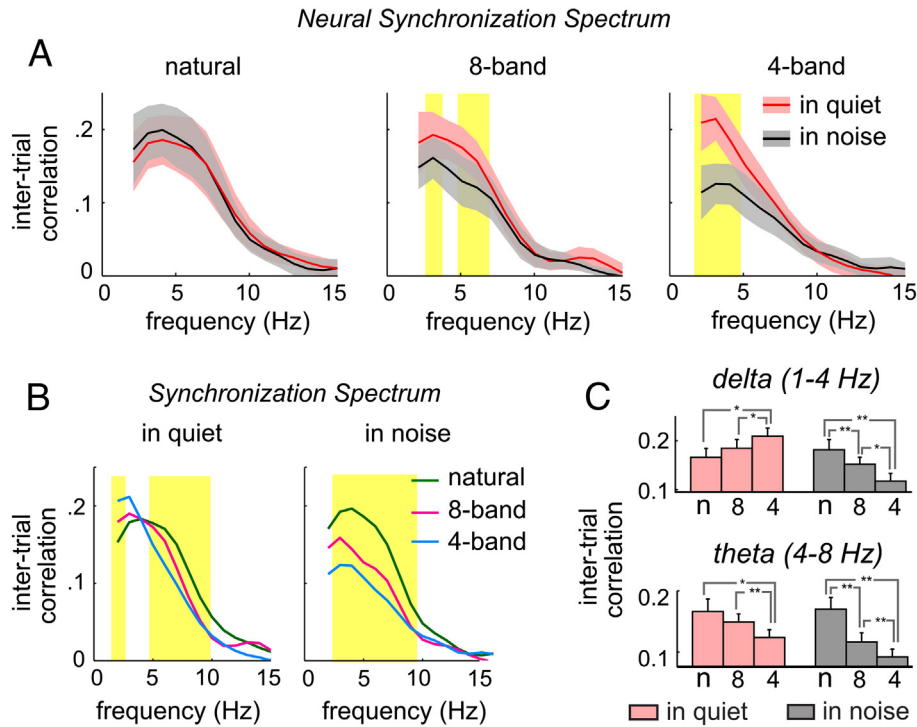 Neural Synchronization Spectrum
A
natural
8-band
4-band
inter-trial
correlation
.2
.1
0
in quiet
in noise
0 5 10 15
0 5 10 15
0 5 10 15
frequency (Hz)
frequency (Hz)
frequency (Hz)
B
Synchronization Spectrum
in quiet
in noise
inter-trial
correlation
.2
.1
0
natural
8-band
4-band
0 5 10 15
0 5 10 15
frequency (Hz)
frequency (Hz)
C
delta (1-4 Hz)
0.2
0.1
* * ** ** *
n 8 4 n 8 4
theta (4-8 Hz)
inter-trial
correlation
0.2
0.1
* ** ** ** **
n 8 4 n 8 4
in quiet
in noise